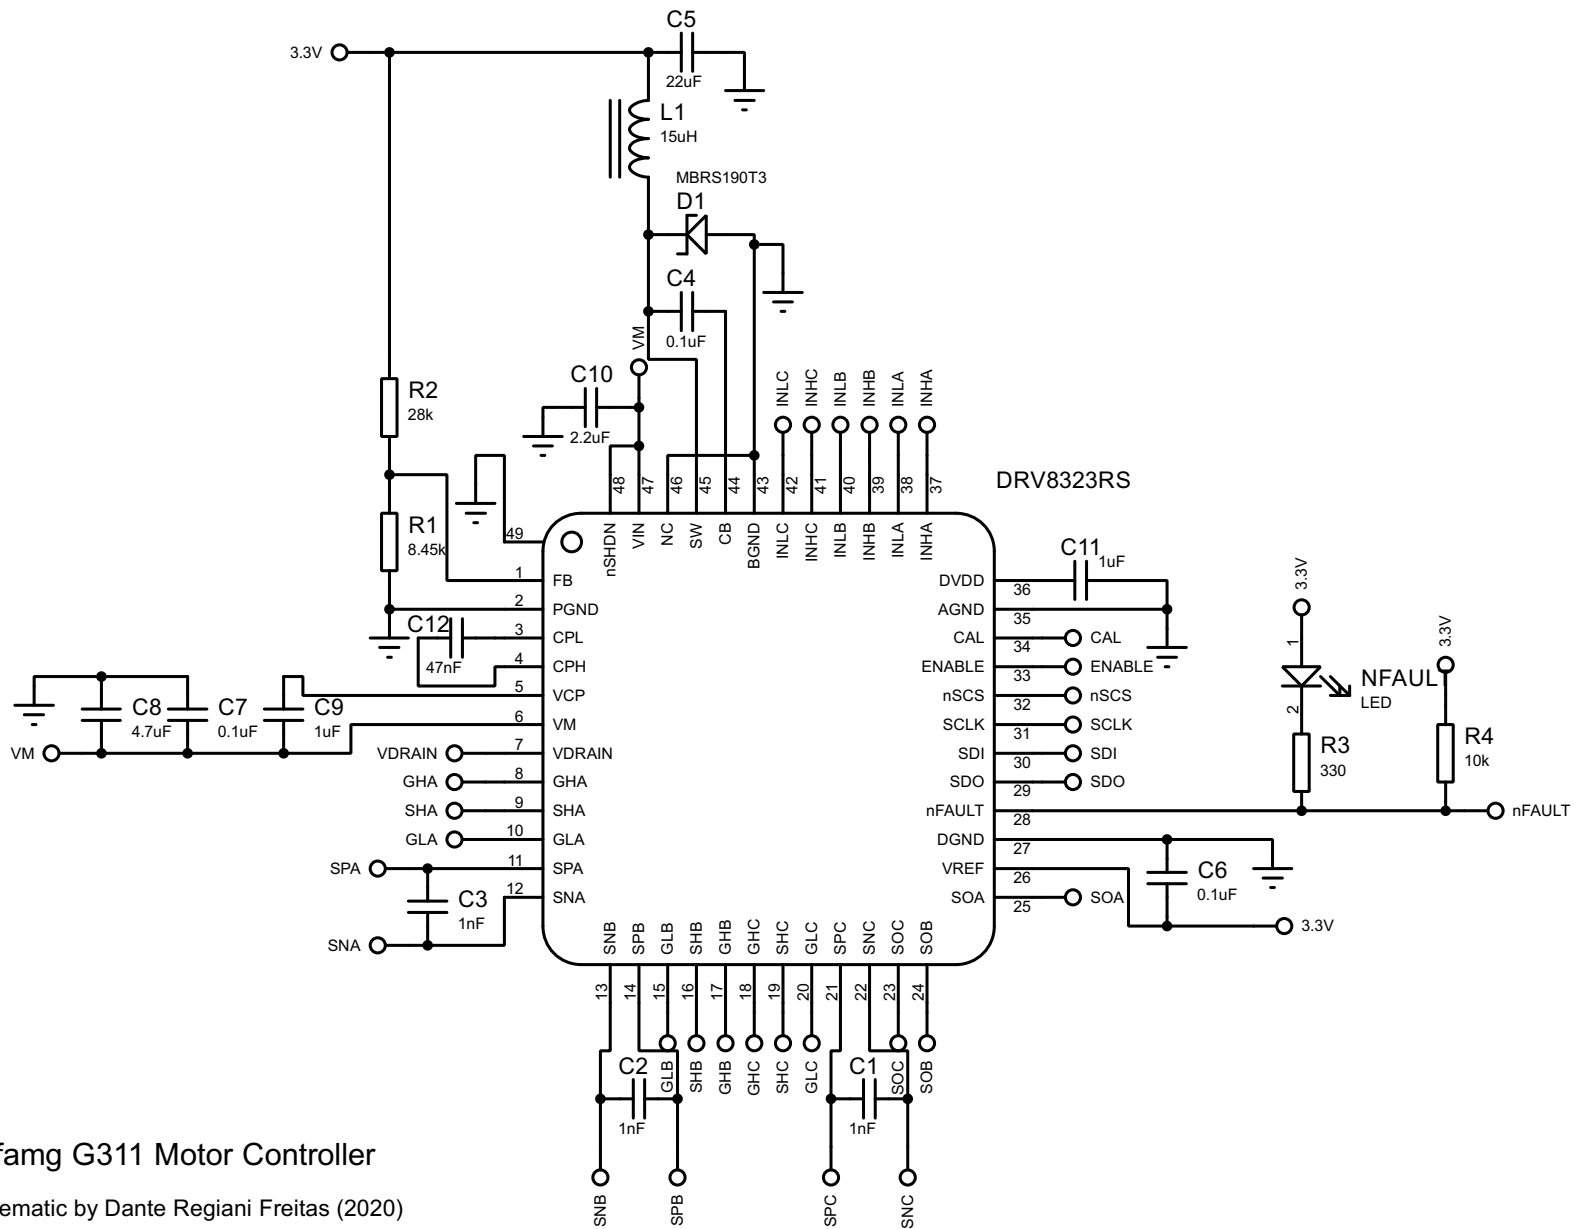 C5
3.3V
22uF
L1
15uH
MBRS190T3
D1
C4
0.1uF
VM
C10
2.2uF
R2
28k
R1
8.45k
INLC
INHC
INLB
INHB
INLA
INHA
DRV8323RS
48
47
46
45
44
43
42
41
40
39
38
37
nSHDN
VIN
NC
SW
CB
BGND
INLC
INHC
INLB
INHB
INLA
INHA
49
1 FB
2 PGND
3 CPL
4 CPH
5 VCP
6 VM
7 VDRAIN
8 GHA
9 SHA
10 GLA
11 SPA
12 SNA
C12
47nF
C8
4.7uF
C7
0.1uF
C9
1uF
VM
VDRAIN
GHA
SHA
GLA
SPA
SNA
C3
1nF
DVDD 36
AGND 35
CAL 34 CAL
ENABLE 33 ENABLE
nSCS 32 nSCS
SCLK 31 SCLK
SDI 30 SDI
SDO 29 SDO
nFAULT 28 nFAULT
DGND 27
VREF 26
SOA 25 SOA
C11
1uF
3.3V
1
NFAUL
LED
2
R3
330
3.3V
R4
10k
C6
0.1uF
3.3V
SNB
SPB
GLB
SHB
GHB
GHC
SHC
GLC
SPC
SNC
SOC
SOB
13
14
15
16
17
18
19
20
21
22
23
24
C2
1nF
GLB
SHB
GHB
GHC
SHC
GLC
C1
1nF
SOC
SOB
SNB
SPB
SPC
SNC
famg G311 Motor Controller
ematic by Dante Regiani Freitas (2020)